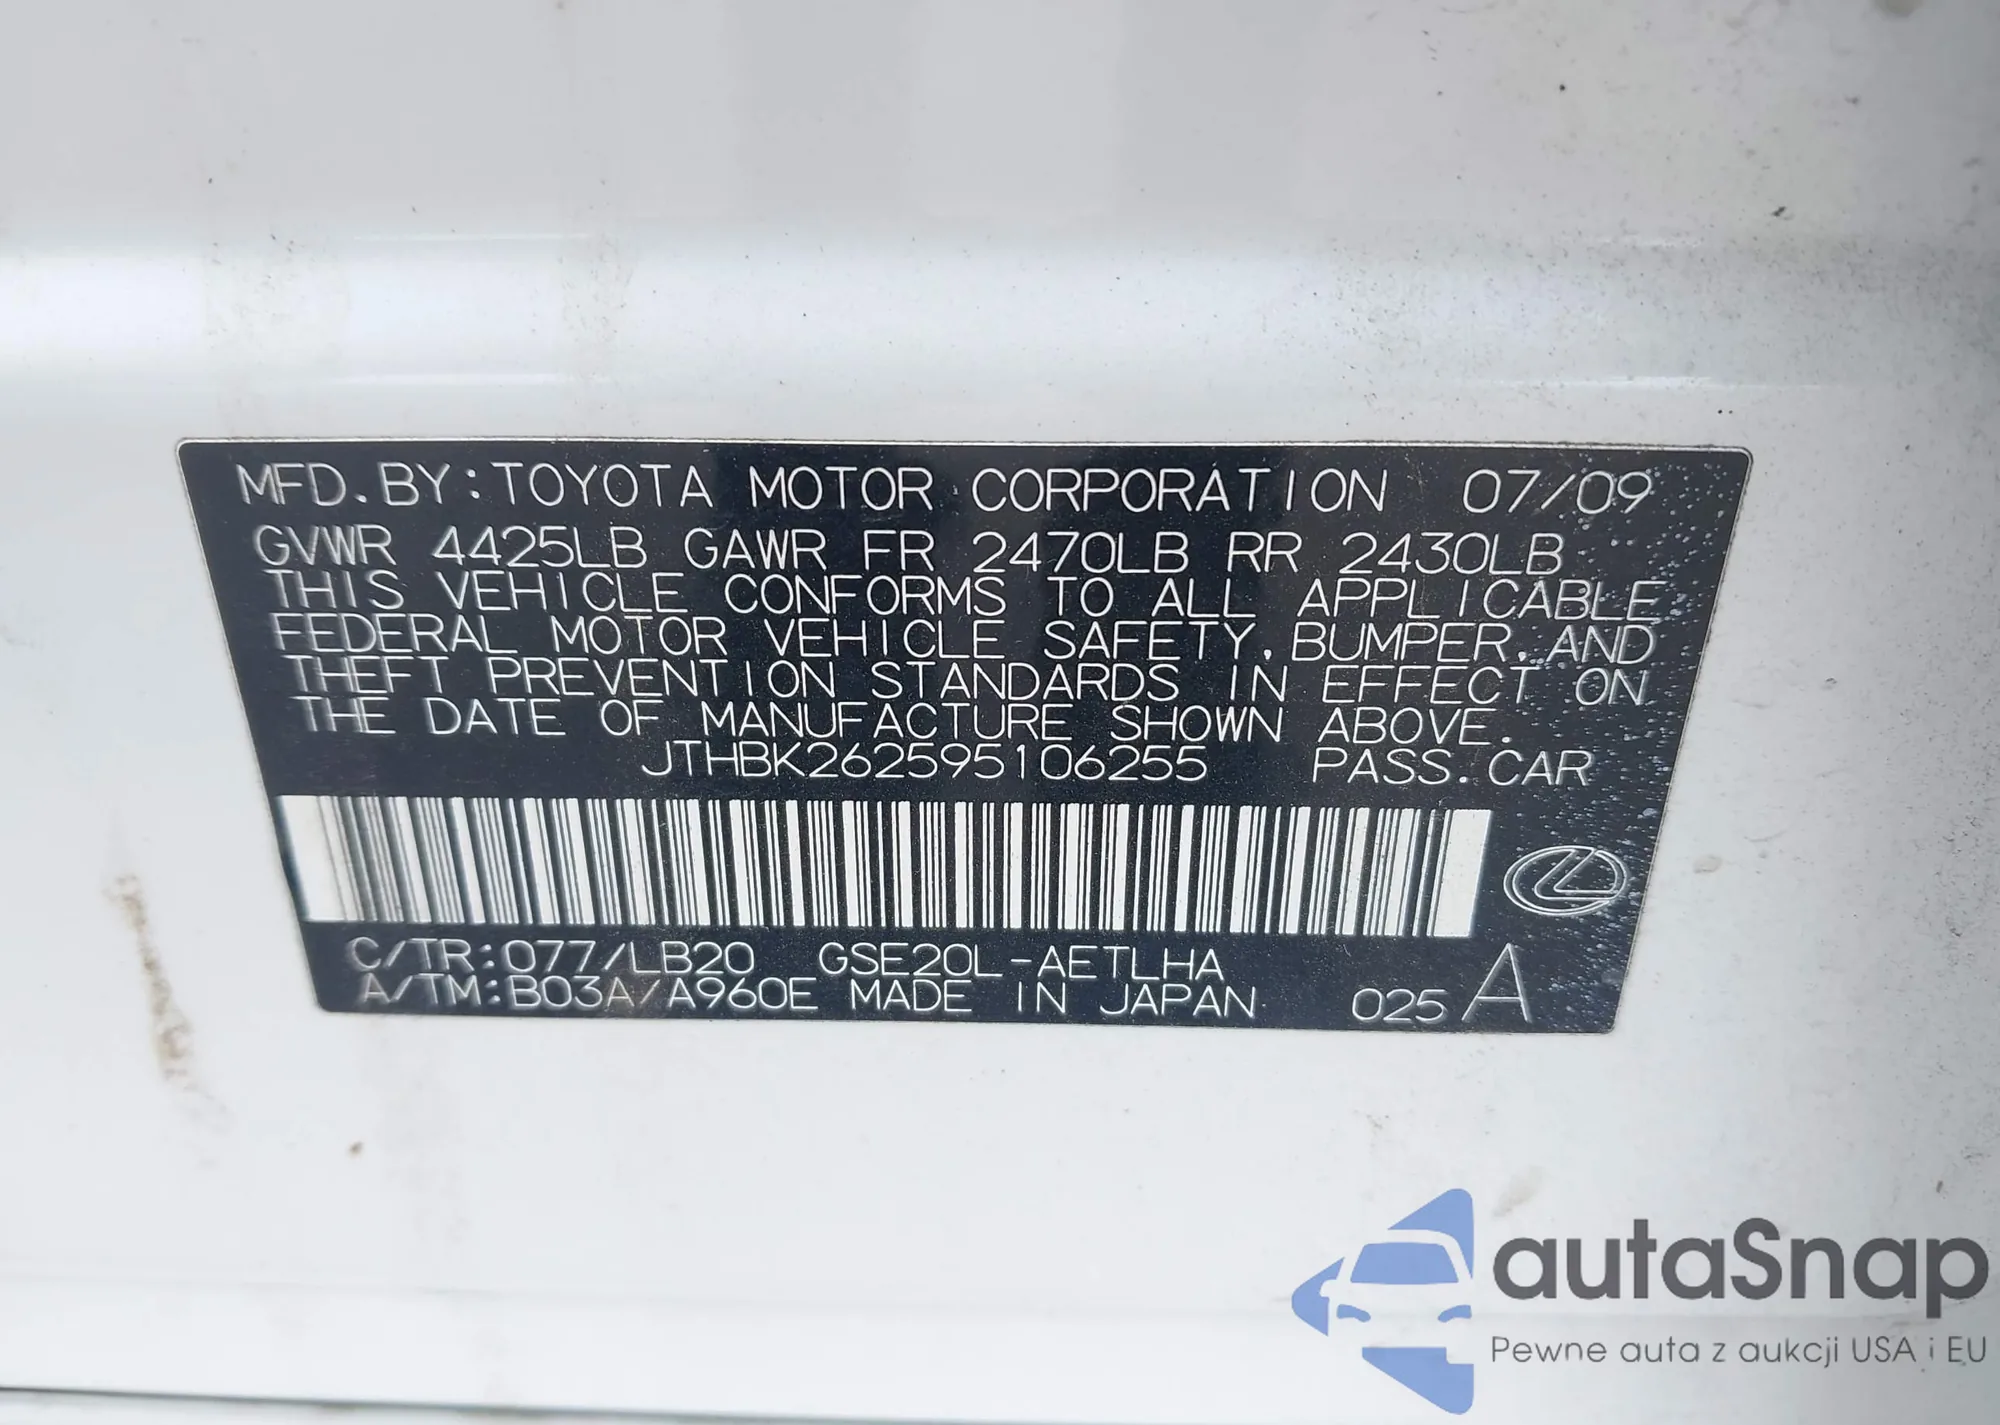 MFD. BY: TOYOTA MOTOR CORPORATION 07/09
GVWR 4425LB GAWR FR 2470LB RR 2430LB
THIS VEHICLE CONFORMS TO ALL APPLICABLE
FEDERAL MOTOR VEHICLE SAFETY, BUMPER, AND
THEFT PREVENTION STANDARDS IN EFFECT ON
THE DATE OF MANUFACTURE SHOWN ABOVE.
JTHBK262595106255 PASS. CAR
C/TR: 077/LB20 GSE20L-AETLHA
A/TM: B03A/A960E MADE IN JAPAN 025 A
autaSnap
Pewne auta z aukcji USA i EU